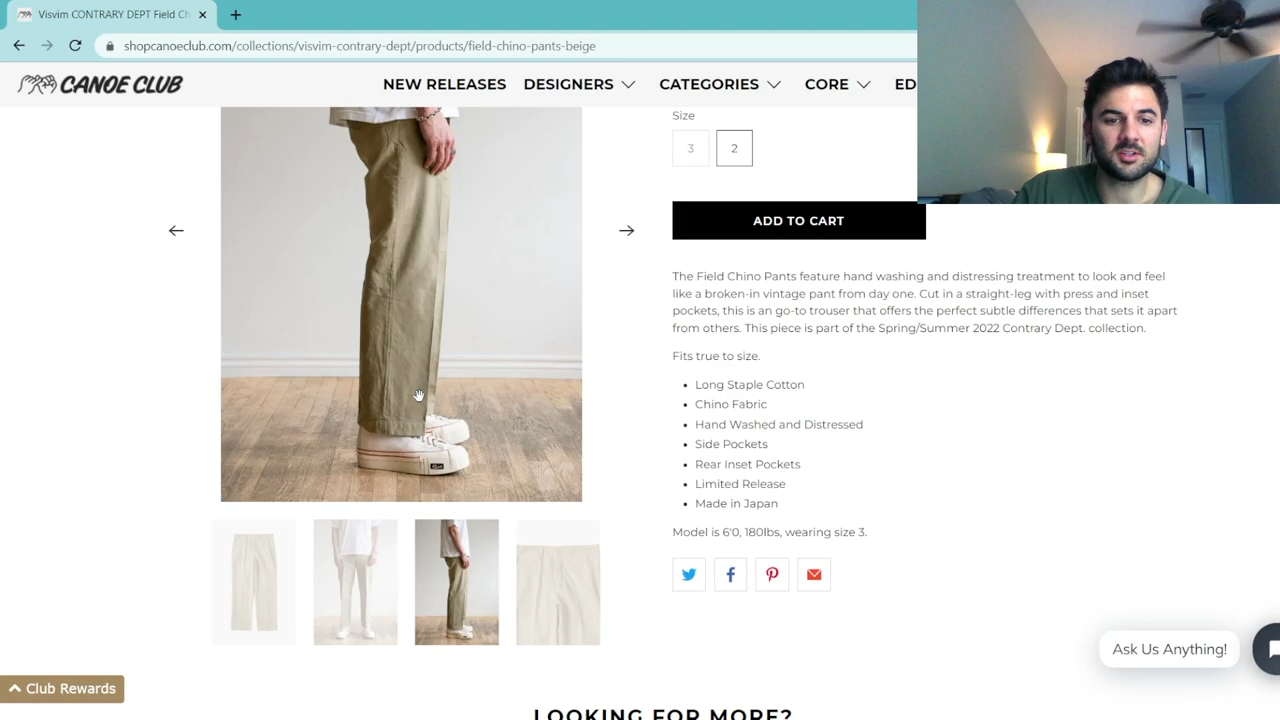 Visvim CONTRARY DEPT Field Ch
shopcanoeclub.com/collections/visvim-contrary-dept/products/field-chino-pants-beige
CANOE CLUB
NEW RELEASES DESIGNERS CATEGORIES CORE ED
Size
3 2
ADD TO CART
The Field Chino Pants feature hand washing and distressing treatment to look and feel
like a broken-in vintage pant from day one. Cut in a straight-leg with press and inset
pockets, this is an go-to trouser that offers the perfect subtle differences that sets it apart
from others. This piece is part of the Spring/Summer 2022 Contrary Dept. collection.
Fits true to size.
Long Staple Cotton
Chino Fabric
Hand Washed and Distressed
Side Pockets
Rear Inset Pockets
Limited Release
Made in Japan
Model is 6'0, 180lbs, wearing size 3.
Ask Us Anything!
Club Rewards
LOOKING FOR MORE?